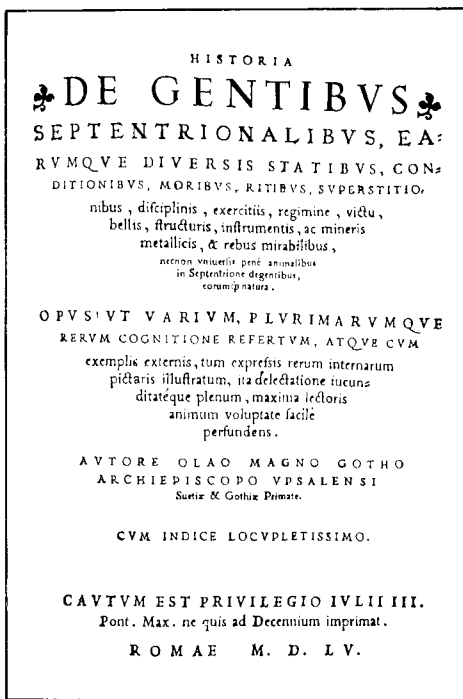 HISTORIA
DE GENTIBVS
SEPTENTRIONALIBVS, EA=
RVMQVE DIVERSIS STATIBVS, CON=
DITIONIBVS, MORIBVS, RITIBVS, SVPERSTITIO,
nibus, diſciplinis, exercitiis, regimine, victu,
bellis, ſtructuris, inſtrumentis, ac mineris
metallicis, & rebus mirabilibus,
necnon vniuerſis penè animalibus
in Septentrione degentibus,
eorumq́; natura.
OPVS VT VARIVM, PLVRIMARVMQVE
RERVM COGNITIONE REFERTVM, ATQVE CVM
exemplis externis, tum expreſsis rerum internarum
picturis illuſtratum, ita delectatione iucun=
ditatéque plenum, maxima lectoris
animum voluptate facilè
perfundens.
AVTORE OLAO MAGNO GOTHO
ARCHIEPISCOPO VPSALENSI
Suetiæ & Gothiæ Primate.
CVM INDICE LOCVPLETISSIMO.
CAVTVM EST PRIVILEGIO IVLII III.
Pont. Max. ne quis ad Decennium imprimat.
ROMAE M. D. LV.